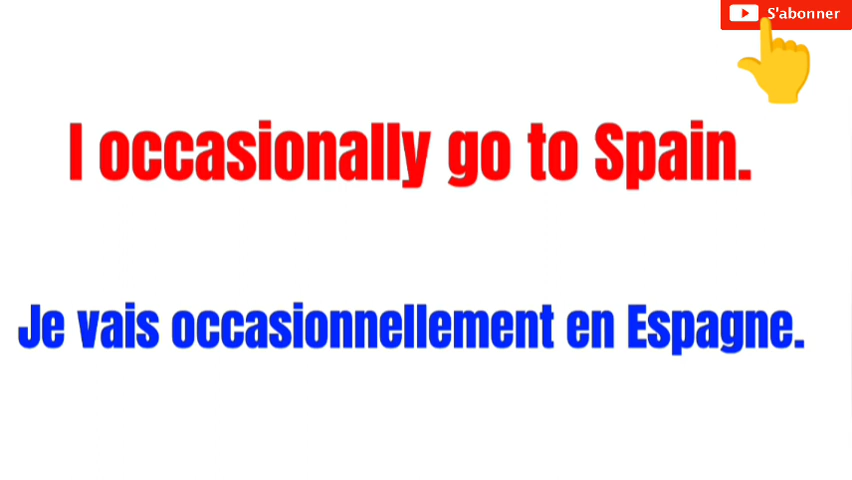 S'abonner
I occasionally go to Spain.
Je vais occasionnellement en Espagne.